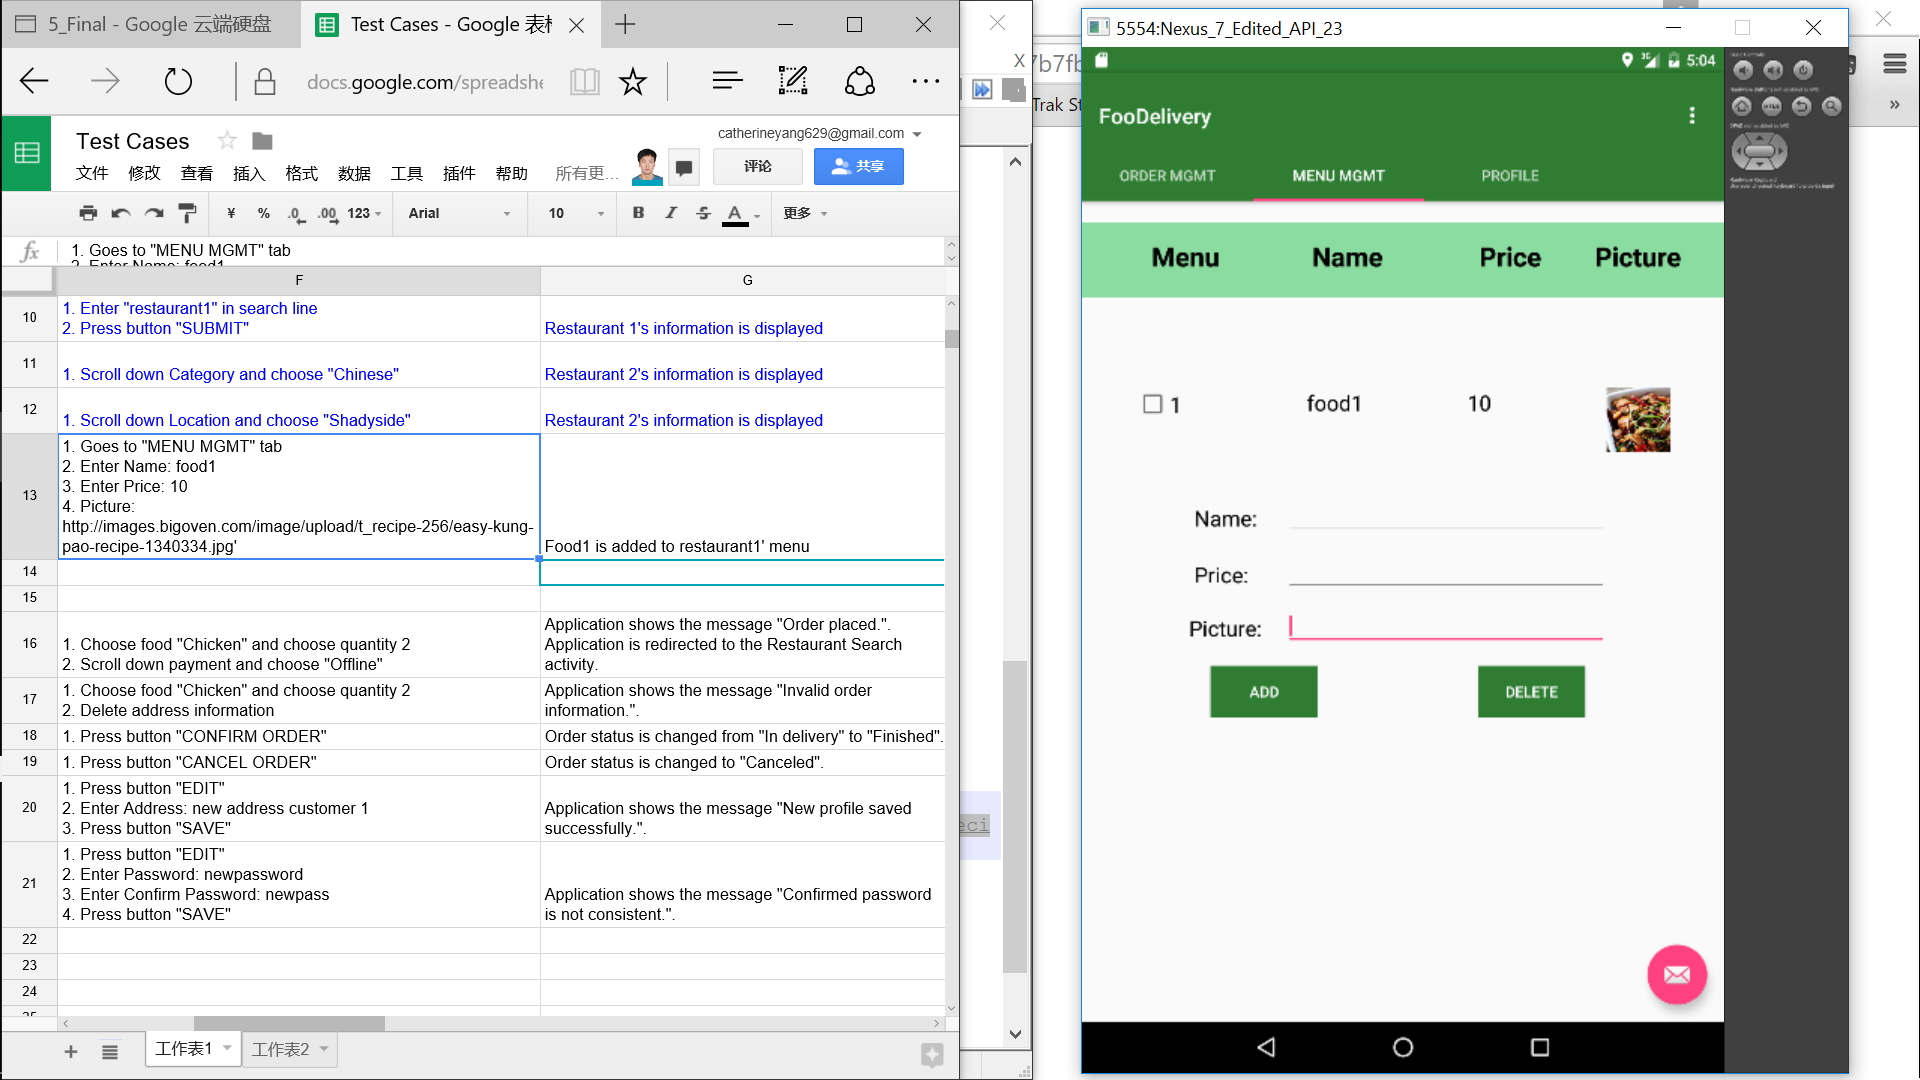 5_Final - Google 云端硬盘
Test Cases - Google 表
docs.google.com/spreadshe
Test Cases
catherineyang629@gmail.com
文件 修改 查看 插入 格式 数据 工具 插件 帮助 所有更...
评论
共享
¥ % .0 .00 123 Arial 10 B I S A 更多
fx
1. Goes to "MENU MGMT" tab
2. Enter Name: food1
F G
10
1. Enter "restaurant1" in search line
2. Press button "SUBMIT"
Restaurant 1's information is displayed
11
1. Scroll down Category and choose "Chinese"
Restaurant 2's information is displayed
12
1. Scroll down Location and choose "Shadyside"
Restaurant 2's information is displayed
13
1. Goes to "MENU MGMT" tab
2. Enter Name: food1
3. Enter Price: 10
4. Picture:
http://images.bigoven.com/image/upload/t_recipe-256/easy-kung-
pao-recipe-1340334.jpg'
Food1 is added to restaurant1' menu
14
15
16
1. Choose food "Chicken" and choose quantity 2
2. Scroll down payment and choose "Offline"
Application shows the message "Order placed.".
Application is redirected to the Restaurant Search
activity.
17
1. Choose food "Chicken" and choose quantity 2
2. Delete address information
Application shows the message "Invalid order
information.".
18
1. Press button "CONFIRM ORDER"
Order status is changed from "In delivery" to "Finished".
19
1. Press button "CANCEL ORDER"
Order status is changed to "Canceled".
20
1. Press button "EDIT"
2. Enter Address: new address customer 1
3. Press button "SAVE"
Application shows the message "New profile saved
successfully.".
21
1. Press button "EDIT"
2. Enter Password: newpassword
3. Enter Confirm Password: newpass
4. Press button "SAVE"
Application shows the message "Confirmed password
is not consistent.".
22
23
24
25
工作表1 工作表2
X
7b7fb
Trak St
eci
5554:Nexus_7_Edited_API_23
5:04
FooDelivery
ORDER MGMT MENU MGMT PROFILE
Menu Name Price Picture
1 food1 10
Name:
Price:
Picture:
ADD DELETE
»